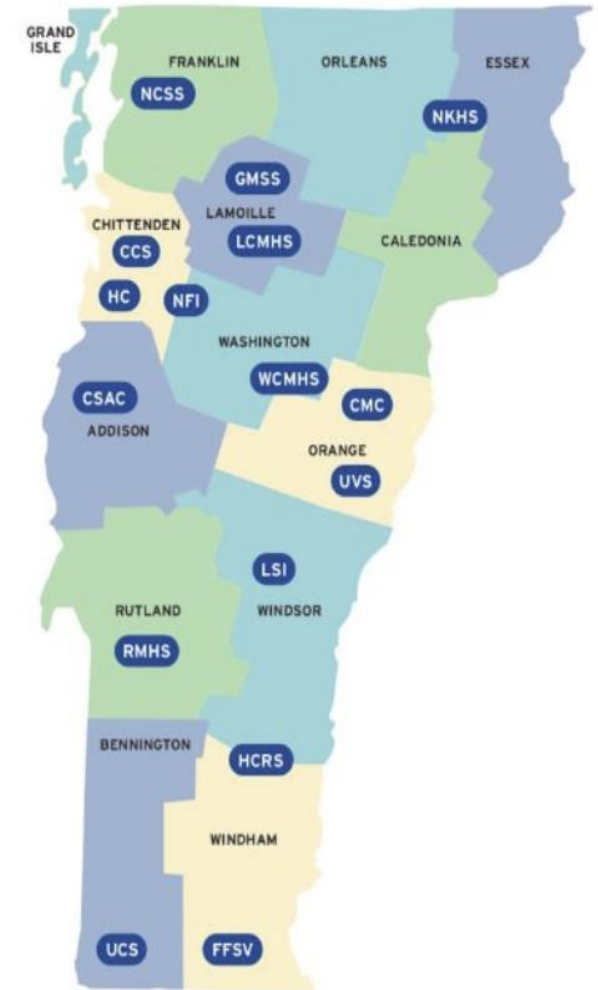 GRAND
ISLE
FRANKLIN
ORLEANS
ESSEX
NCSS
NKHS
GMSS
LAMOILLE
CHITTENDEN
LCMHS
CALEDONIA
CCS
HC
NFI
WASHINGTON
WCMHS
CSAC
CMC
ADDISON
ORANGE
UVS
LSI
RUTLAND
WINDSOR
RMHS
BENNINGTON
HCRS
WINDHAM
UCS
FFSV